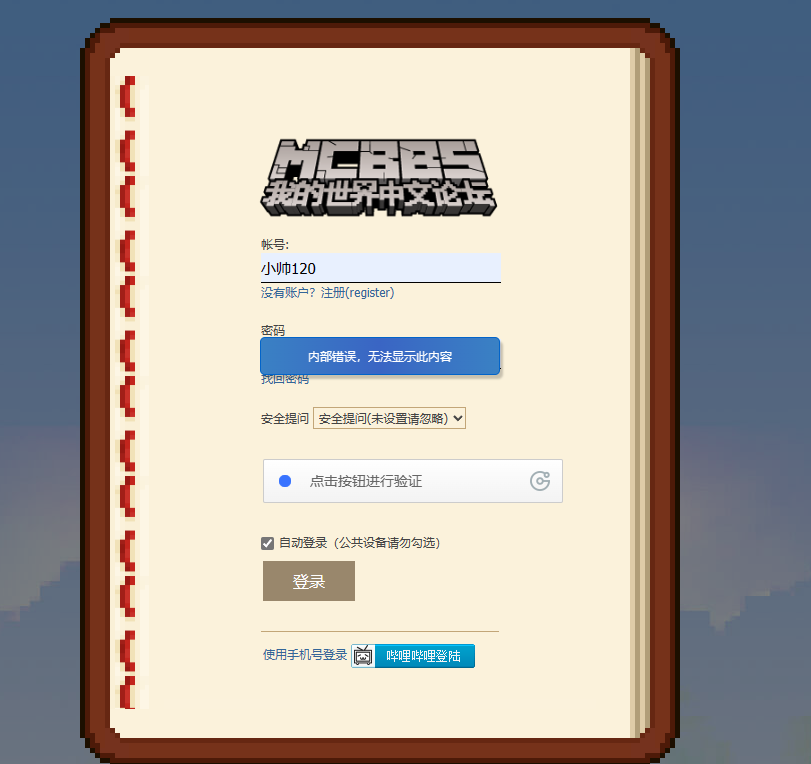 MCBBS
我的世界中文论坛
帐号:
小帅120
没有账户？注册(register)
密码
内部错误，无法显示此内容
找回密码
安全提问 安全提问(未设置请忽略)
点击按钮进行验证
自动登录（公共设备请勿勾选）
登录
使用手机号登录 哔哩哔哩登陆